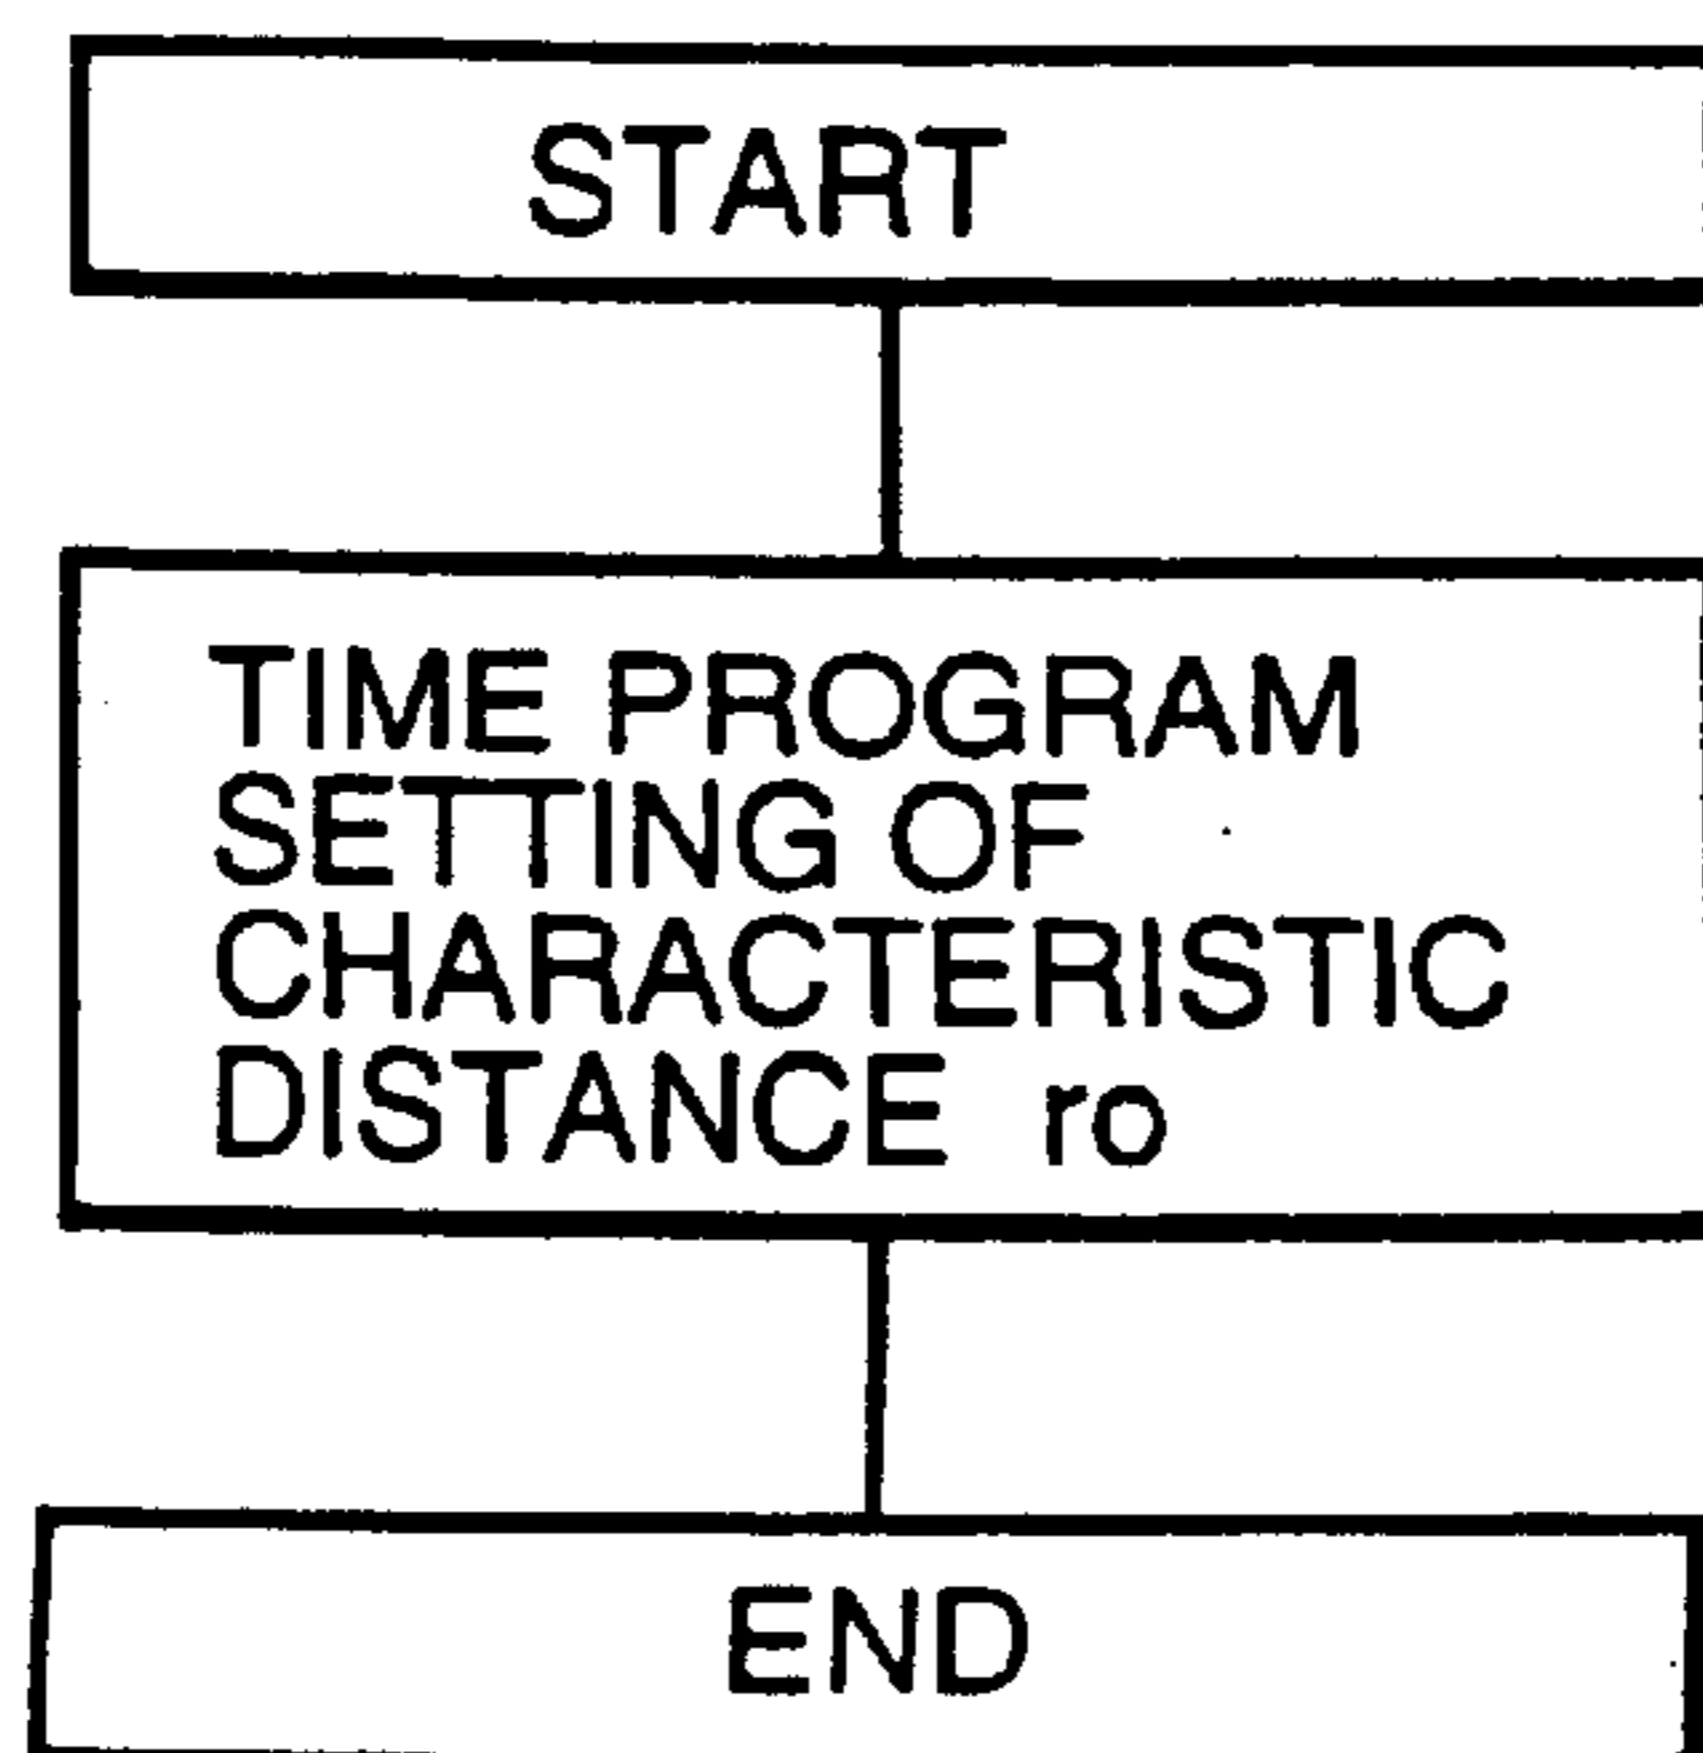 START
TIME PROGRAM
SETTING OF
CHARACTERISTIC
DISTANCE ro
END